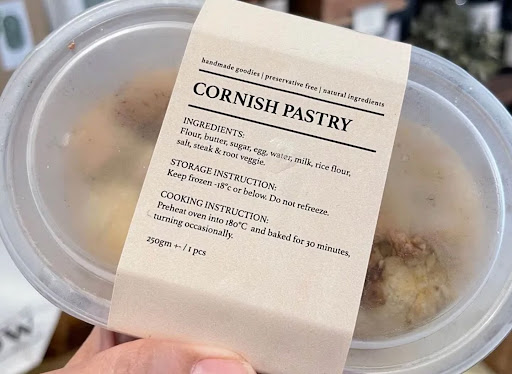 handmade goodies | preservative free | natural ingredients
CORNISH PASTRY
INGREDIENTS:
Flour, butter, sugar, egg, water, milk, rice flour,
salt, steak & root veggie.
STORAGE INSTRUCTION:
Keep frozen -18°c or below. Do not refreeze.
COOKING INSTRUCTION:
Preheat oven into 180°C and baked for 30 minutes,
turning occasionally.
250gm +- / 1 pcs
OW